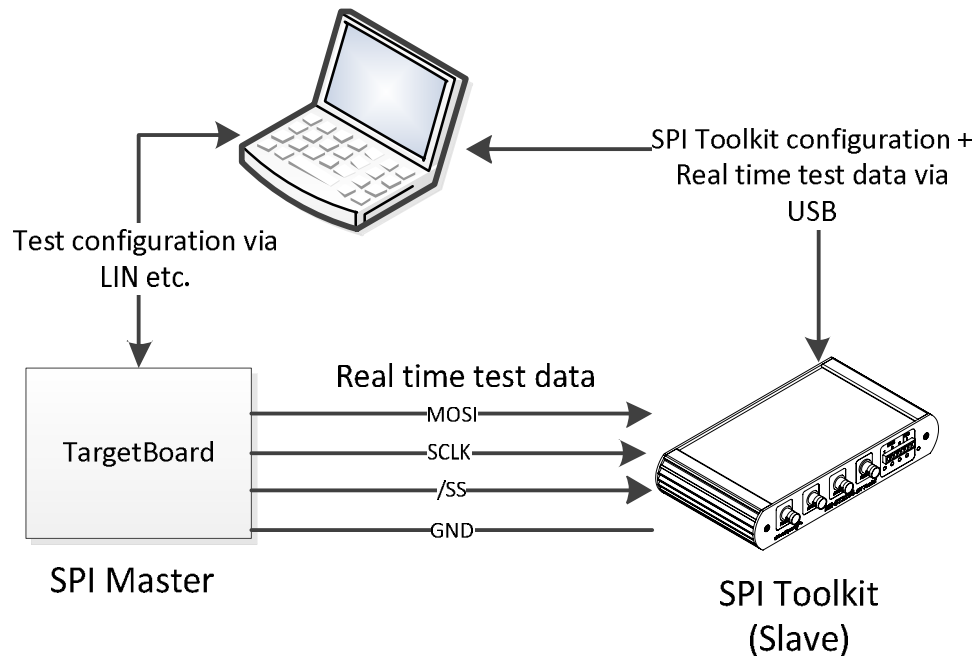 SPI Toolkit configuration +
Real time test data via
USB
Test configuration via
LIN etc.
Real time test data
MOSI
TargetBoard
SCLK
/SS
GND
SPI Master
SPI Toolkit
(Slave)